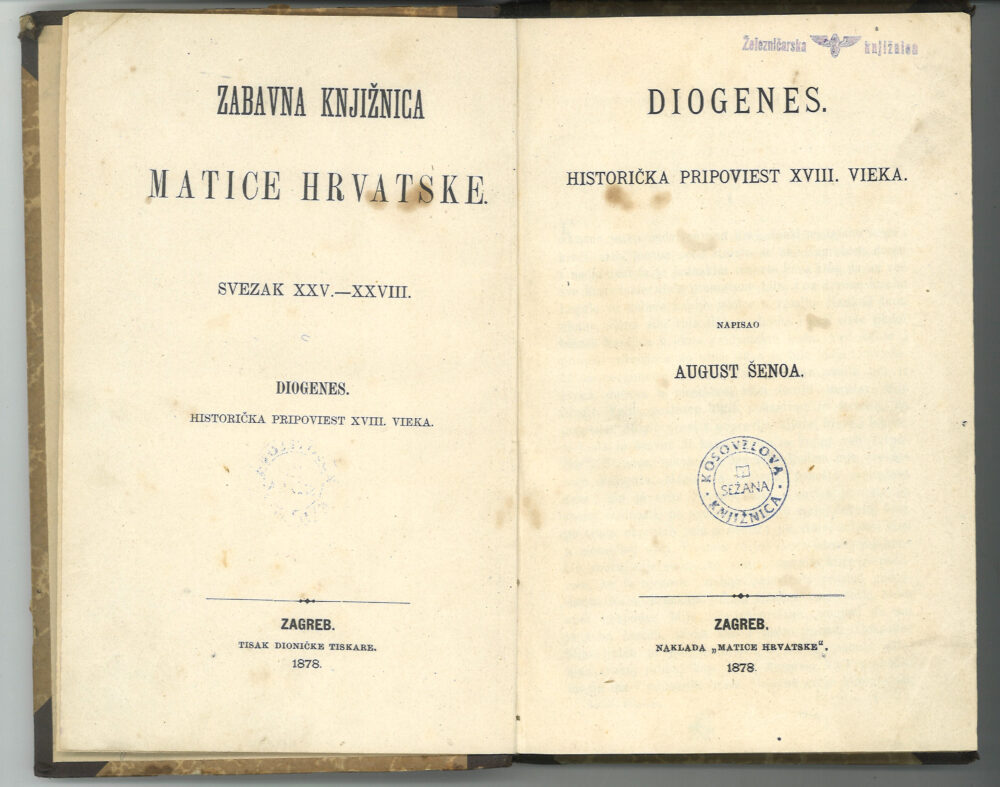 ZABAVNA KNJIŽNICA
MATICE HRVATSKE.
SVEZAK XXV.—XXVIII.
DIOGENES.
HISTORIČKA PRIPOVIEST XVIII. VIEKA.
ZAGREB.
TISAK DIONIČKE TISKARE.
1878.
Železničarska knjižnica
DIOGENES.
HISTORIČKA PRIPOVIEST XVIII. VIEKA.
NAPISAO
AUGUST ŠENOA.
KOSOVELOVA
SEŽANA
KNJIŽNICA
ZAGREB.
NAKLADA „MATICE HRVATSKE“.
1878.